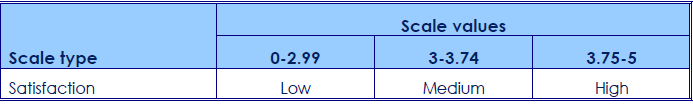 Scale values
Scale type 0-2.99 3-3.74 3.75-5
Satisfaction Low Medium High